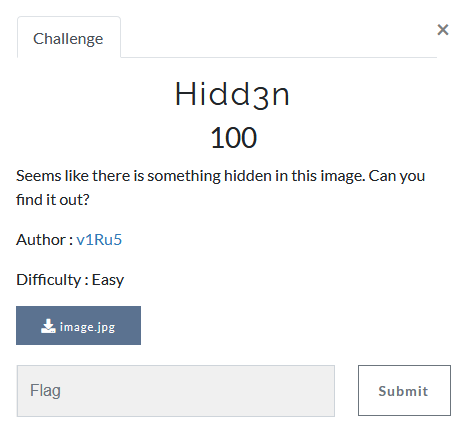 Challenge
×
Hidd3n
100
Seems like there is something hidden in this image. Can you
find it out?
Author : v1Ru5
Difficulty : Easy
image.jpg
Flag
Submit